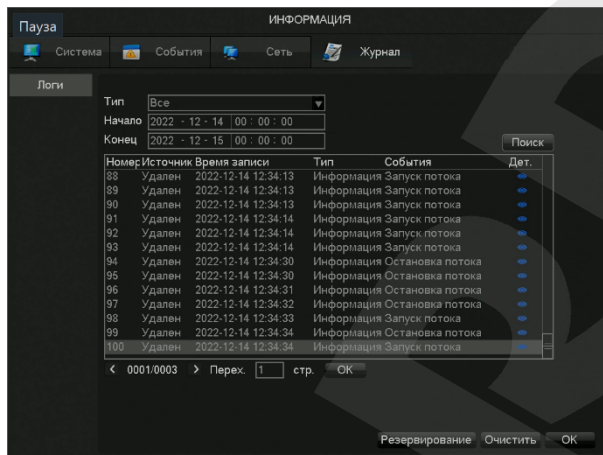 ИНФОРМАЦИЯ
Пауза
Система События Сеть Журнал
Логи
Тип Все
Начало 2022 - 12 - 14 00 : 00 : 00
Конец 2022 - 12 - 15 00 : 00 : 00
Поиск
Номер Источник Время записи Тип События Дет.
88 Удален 2022-12-14 12:34:13 Информация Запуск потока
89 Удален 2022-12-14 12:34:13 Информация Запуск потока
90 Удален 2022-12-14 12:34:13 Информация Запуск потока
91 Удален 2022-12-14 12:34:14 Информация Запуск потока
92 Удален 2022-12-14 12:34:14 Информация Запуск потока
93 Удален 2022-12-14 12:34:14 Информация Запуск потока
94 Удален 2022-12-14 12:34:30 Информация Остановка потока
95 Удален 2022-12-14 12:34:30 Информация Остановка потока
96 Удален 2022-12-14 12:34:31 Информация Остановка потока
97 Удален 2022-12-14 12:34:32 Информация Остановка потока
98 Удален 2022-12-14 12:34:33 Информация Запуск потока
99 Удален 2022-12-14 12:34:34 Информация Остановка потока
100 Удален 2022-12-14 12:34:34 Информация Запуск потока
< 0001/0003 > Перех. 1 стр. OK
Резервирование Очистить OK